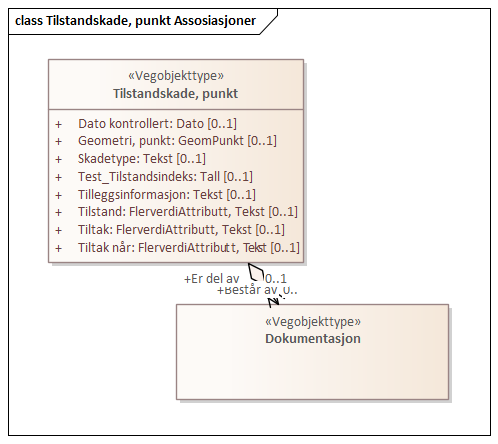 class Tilstandskade, punkt Assosiasjoner
«Vegobjekttype»
Tilstandskade, punkt
+ Dato kontrollert: Dato [0..1]
+ Geometri, punkt: GeomPunkt [0..1]
+ Skadetype: Tekst [0..1]
+ Test_Tilstandsindeks: Tall [0..1]
+ Tilleggsinformasjon: Tekst [0..1]
+ Tilstand: FlerverdiAttributt, Tekst [0..1]
+ Tiltak: FlerverdiAttributt, Tekst [0..1]
+ Tiltak når: FlerverdiAttributt, Tekst [0..1]
+Er del av 0..1
+Består av 0..
«Vegobjekttype»
Dokumentasjon